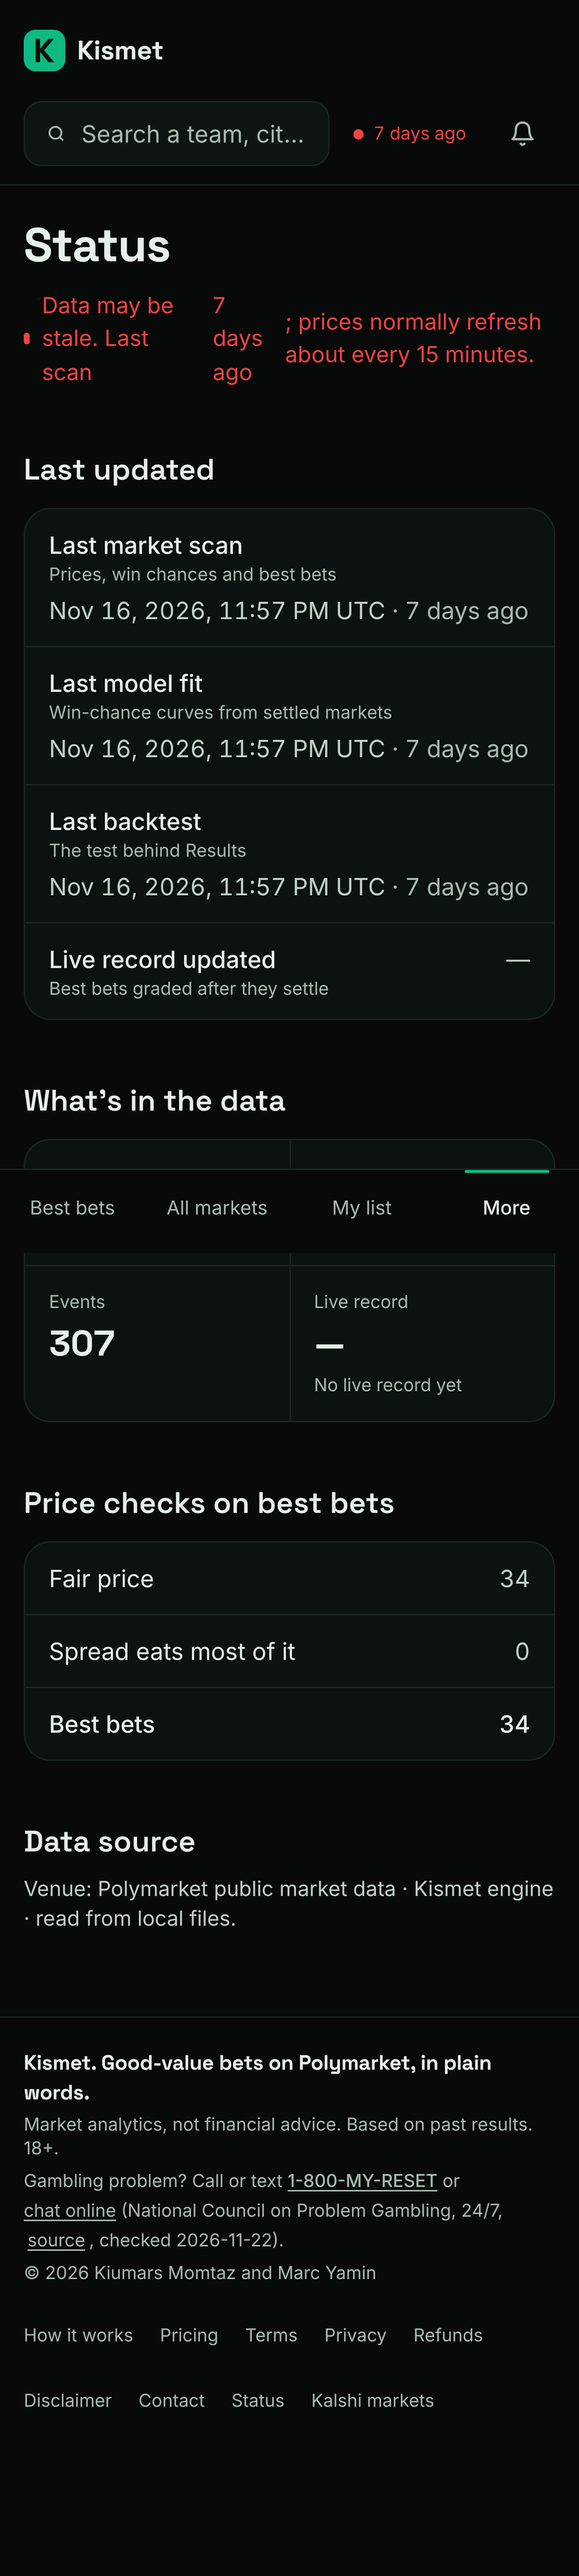 K Kismet
Search a team, cit...
7 days ago
Status
Data may be stale. Last scan
7 days ago
; prices normally refresh about every 15 minutes.
Last updated
Last market scan
Prices, win chances and best bets
Nov 16, 2026, 11:57 PM UTC · 7 days ago
Last model fit
Win-chance curves from settled markets
Nov 16, 2026, 11:57 PM UTC · 7 days ago
Last backtest
The test behind Results
Nov 16, 2026, 11:57 PM UTC · 7 days ago
Live record updated —
Best bets graded after they settle
What's in the data
Best bets All markets My list More
Events Live record
307 —
No live record yet
Price checks on best bets
Fair price 34
Spread eats most of it 0
Best bets 34
Data source
Venue: Polymarket public market data · Kismet engine
· read from local files.
Kismet. Good-value bets on Polymarket, in plain
words.
Market analytics, not financial advice. Based on past results.
18+.
Gambling problem? Call or text 1-800-MY-RESET or
chat online (National Council on Problem Gambling, 24/7,
source , checked 2026-11-22).
© 2026 Kiumars Momtaz and Marc Yamin
How it works Pricing Terms Privacy Refunds
Disclaimer Contact Status Kalshi markets